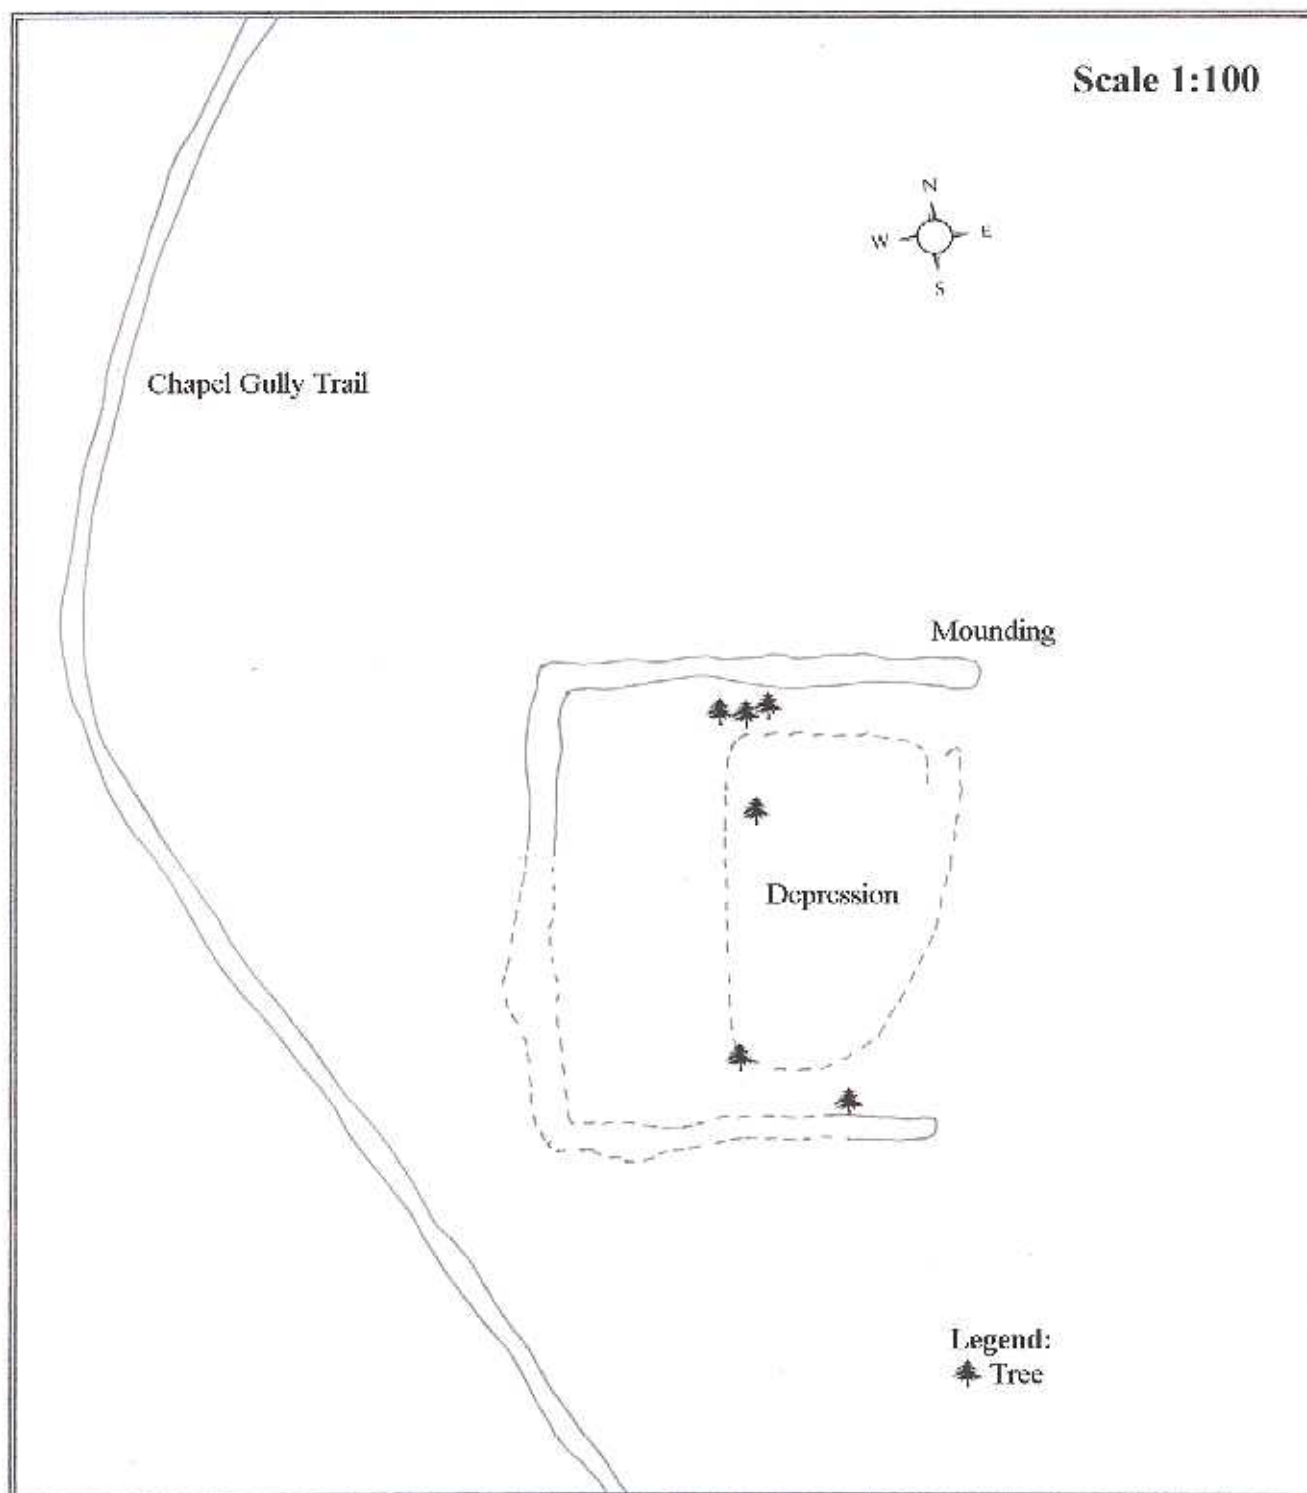 Scale 1:100
N
W E
S
Chapel Gully Trail
Mounding
Depression
Legend:
Tree